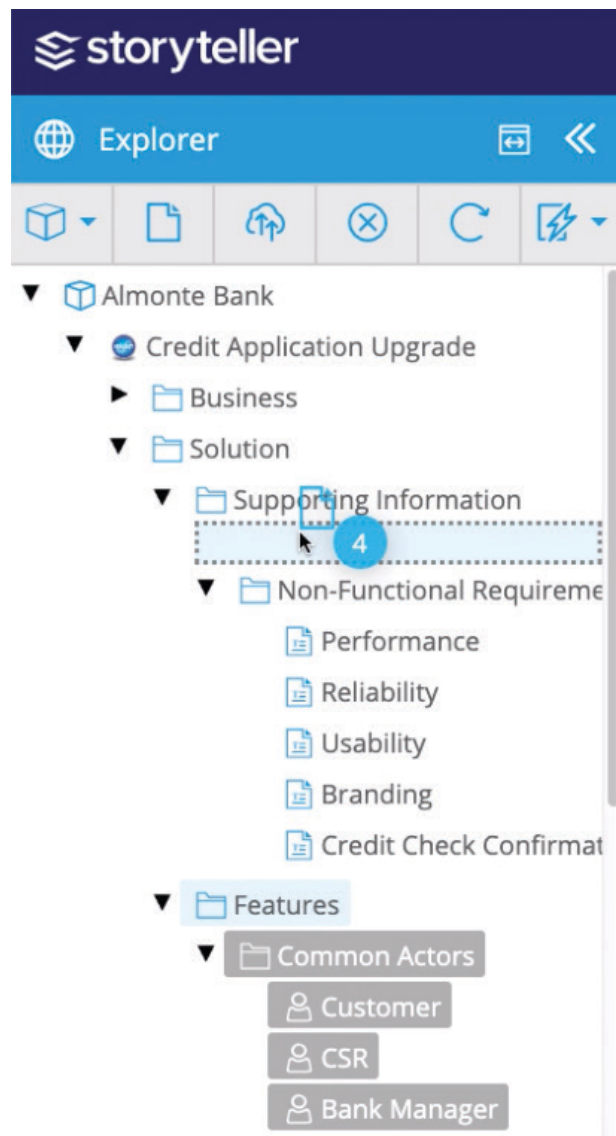 storyteller
Explorer
Almonte Bank
Credit Application Upgrade
Business
Solution
Supporting Information
4
Non-Functional Requireme
Performance
Reliability
Usability
Branding
Credit Check Confirmat
Features
Common Actors
Customer
CSR
Bank Manager